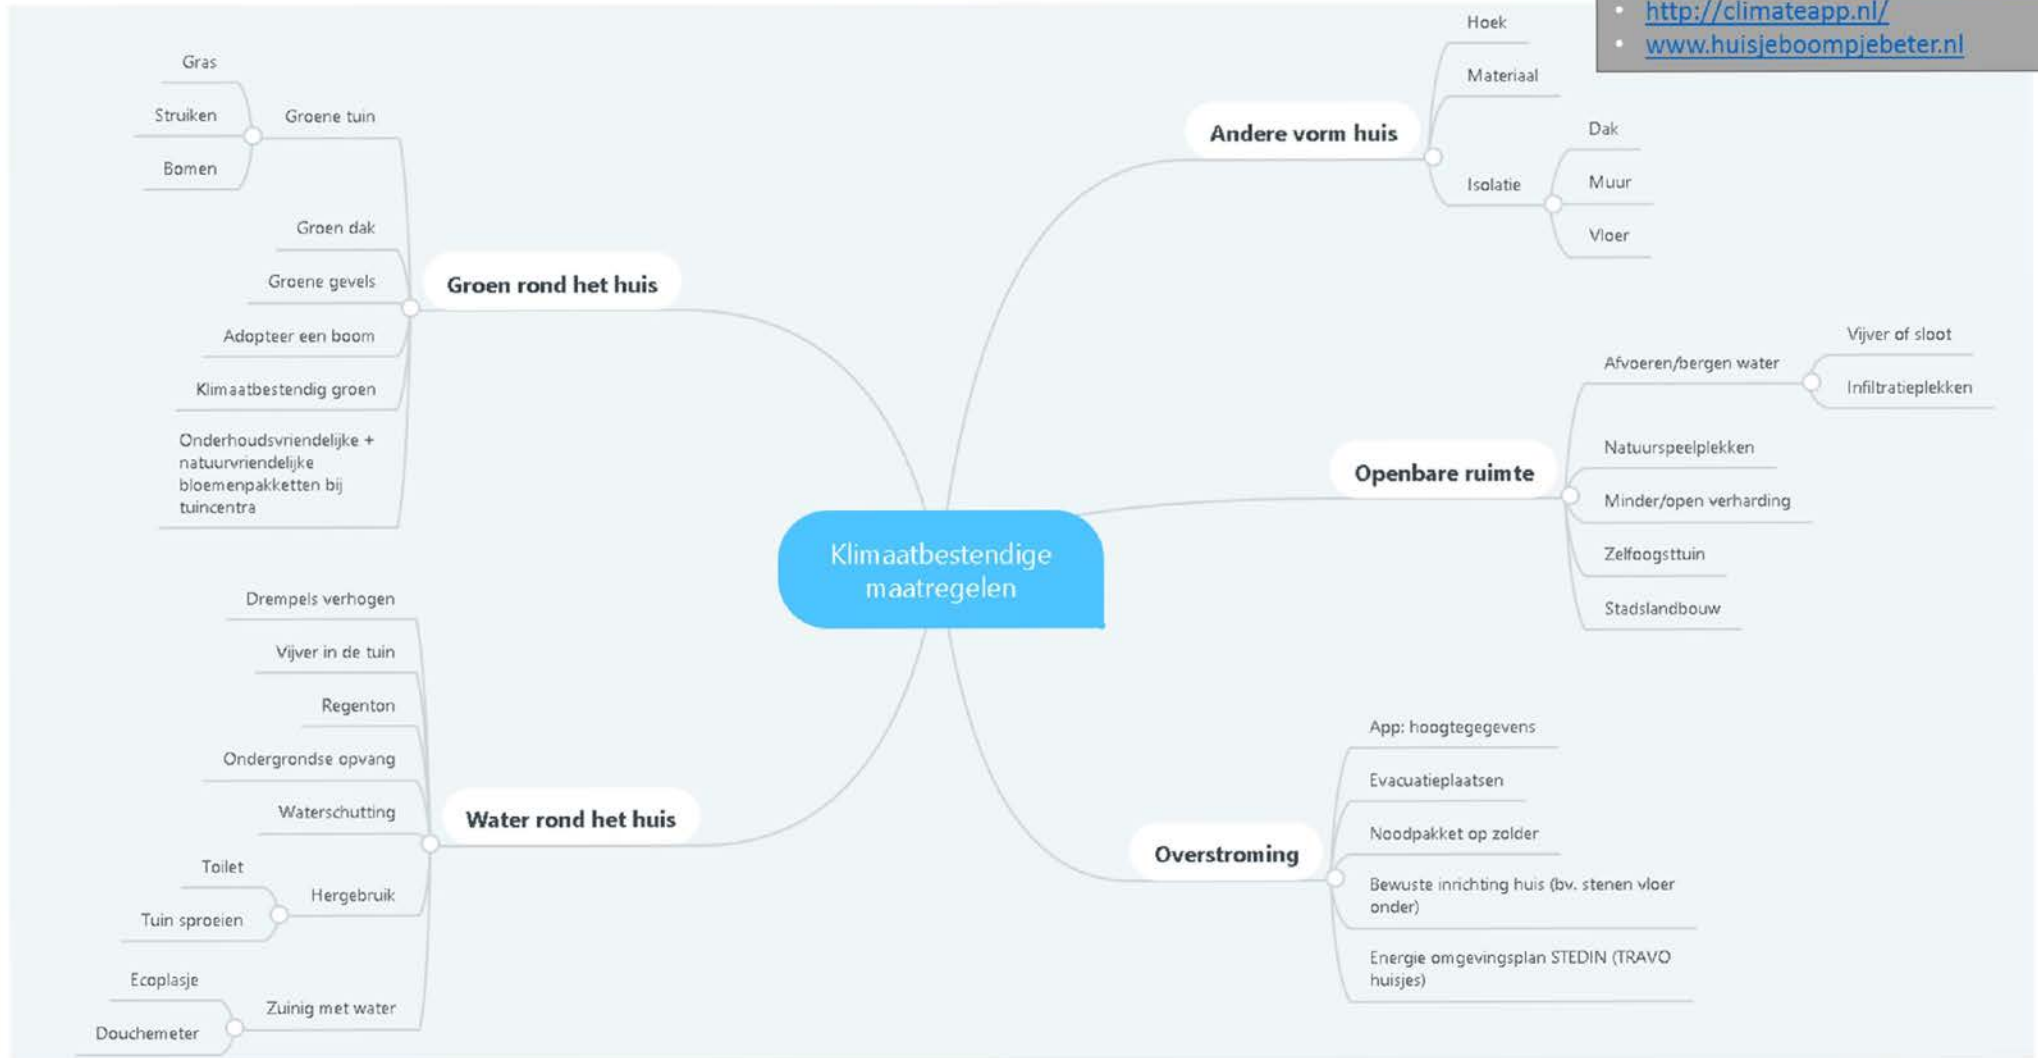 • http://climateapp.nl/
• www.huisjeboompjebeter.nl
Klimaatbestendige
maatregelen
Groen rond het huis
Groene tuin
Gras
Struiken
Bomen
Groen dak
Groene gevels
Adopteer een boom
Klimaatbestendig groen
Onderhoudsvriendelijke +
natuurvriendelijke
bloemenpakketten bij
tuincentra
Water rond het huis
Drempels verhogen
Vijver in de tuin
Regenton
Ondergrondse opvang
Waterschutting
Hergebruik
Toilet
Tuin sproeien
Zuinig met water
Ecoplasje
Douchemeter
Andere vorm huis
Hoek
Materiaal
Isolatie
Dak
Muur
Vloer
Openbare ruimte
Afvoeren/bergen water
Vijver of sloot
Infiltratieplekken
Natuurspeelplekken
Minder/open verharding
Zelfoogsttuin
Stadslandbouw
Overstroming
App: hoogtegegevens
Evacuatieplaatsen
Noodpakket op zolder
Bewuste inrichting huis (bv. stenen vloer
onder)
Energie omgevingsplan STEDIN (TRAVO
huisjes)